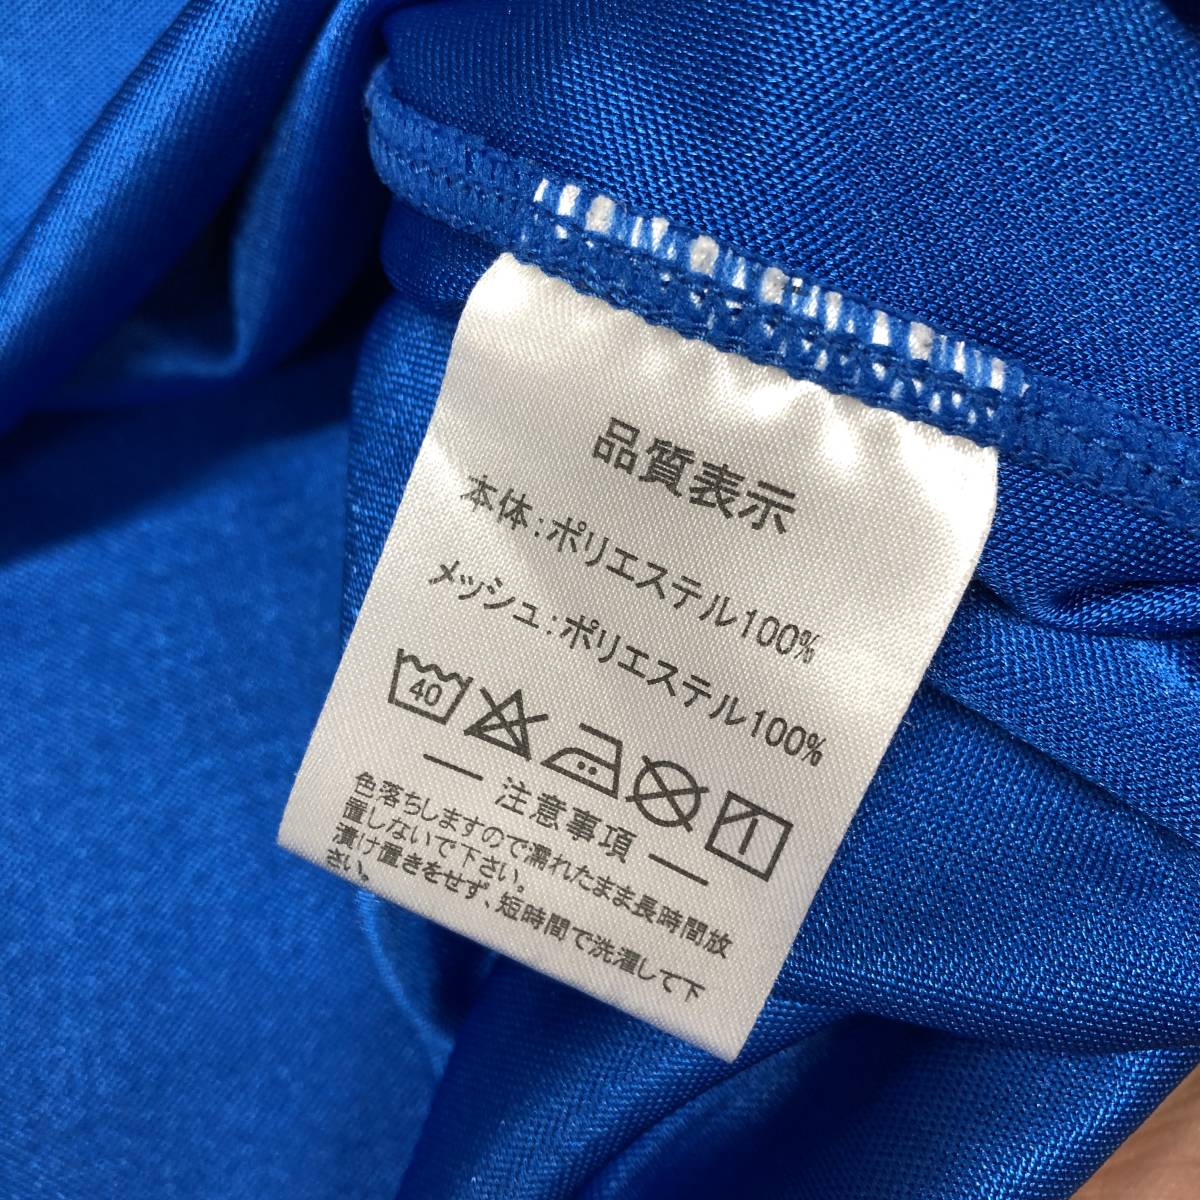 品質表示
本体：ポリエステル100%
メッシュ：ポリエステル100%
40
注意事項
色落ちしますので濡れたまま長時間放
置しないで下さい。
漬け置きをせず、短時間で洗濯して下
さい。